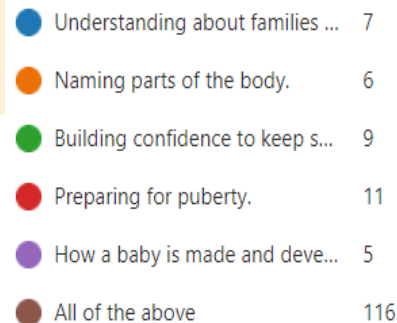 Understanding about families ... 7
Naming parts of the body. 6
Building confidence to keep s... 9
Preparing for puberty. 11
How a baby is made and deve... 5
All of the above 116